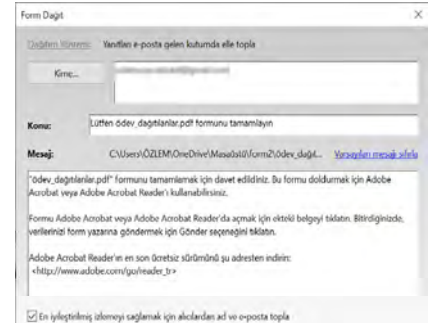 Form Dağıt
Dağıtım Yöntemi: Yanıtları e-posta gelen kutumda elle topla
Kime...
Konu: Lütfen ödev_dağıtılanlar.pdf formunu tamamlayın
Mesaj: C:\Users\ÖZLEM\OneDrive\Masaüstü\form2\ödev_dağıt... Varsayılan mesajı sıfırla
"ödev_dağıtılanlar.pdf" formunu tamamlamak için davet edildiniz. Bu formu doldurmak için Adobe
Acrobat veya Adobe Acrobat Reader'ı kullanabilirsiniz.
Formu Adobe Acrobat veya Adobe Acrobat Reader'da açmak için ekteki belgeyi tıklatın. Bitirdiğinizde,
verilerinizi form yazarına göndermek için Gönder seçeneğini tıklatın.
Adobe Acrobat Reader'ın en son ücretsiz sürümünü şu adresten indirin:
<http://www.adobe.com/go/reader_tr>
En iyileştirilmiş izlemeyi sağlamak için alıcılardan ad ve e-posta topla